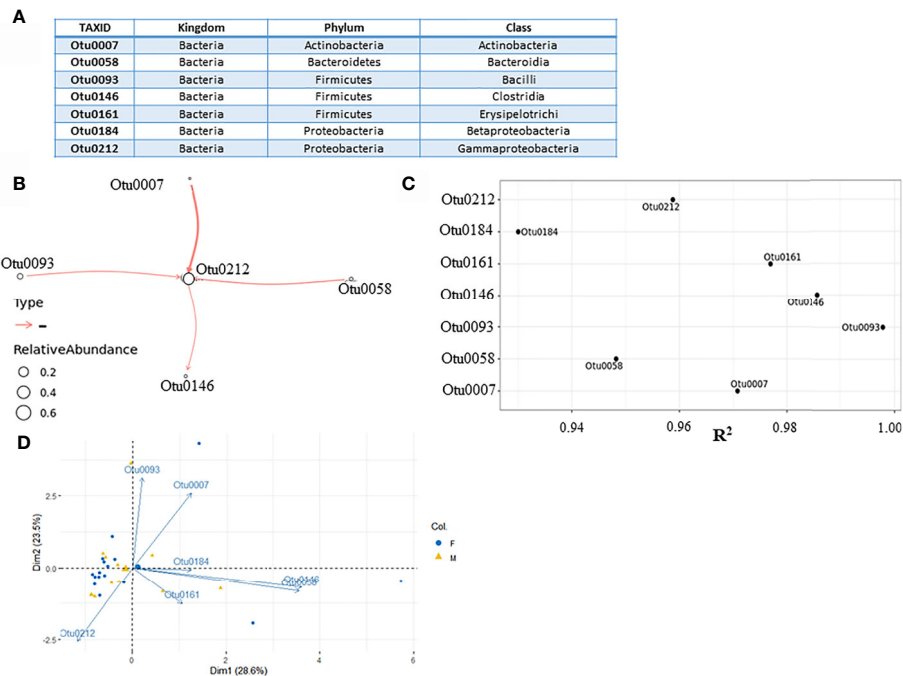 A
TAXID Kingdom Phylum Class
Otu0007 Bacteria Actinobacteria Actinobacteria
Otu0058 Bacteria Bacteroidetes Bacteroidia
Otu0093 Bacteria Firmicutes Bacilli
Otu0146 Bacteria Firmicutes Clostridia
Otu0161 Bacteria Firmicutes Erysipelotrichi
Otu0184 Bacteria Proteobacteria Betaproteobacteria
Otu0212 Bacteria Proteobacteria Gammaproteobacteria
B
Otu0007
Otu0093
Otu0212
Otu0058
Type
–
RelativeAbundance
0.2
0.4
0.6
Otu0146
C
Otu0212
Otu0184
Otu0161
Otu0146
Otu0093
Otu0058
Otu0007
Otu0212
Otu0184
Otu0161
Otu0146
Otu0093
Otu0058
Otu0007
0.94 0.96 0.98 1.00
R²
D
Dim2 (23.5%)
2.5
0.0
-2.5
Otu0093
Otu0007
Otu0184
Otu0146
Otu0161
Otu0212
0 2 4 6
Dim1 (28.6%)
Col.
F
M